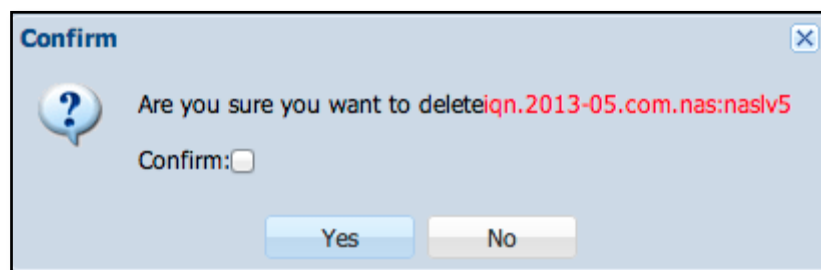 Confirm
Are you sure you want to deleteiqn.2013-05.com.nas:naslv5
Confirm:
Yes No